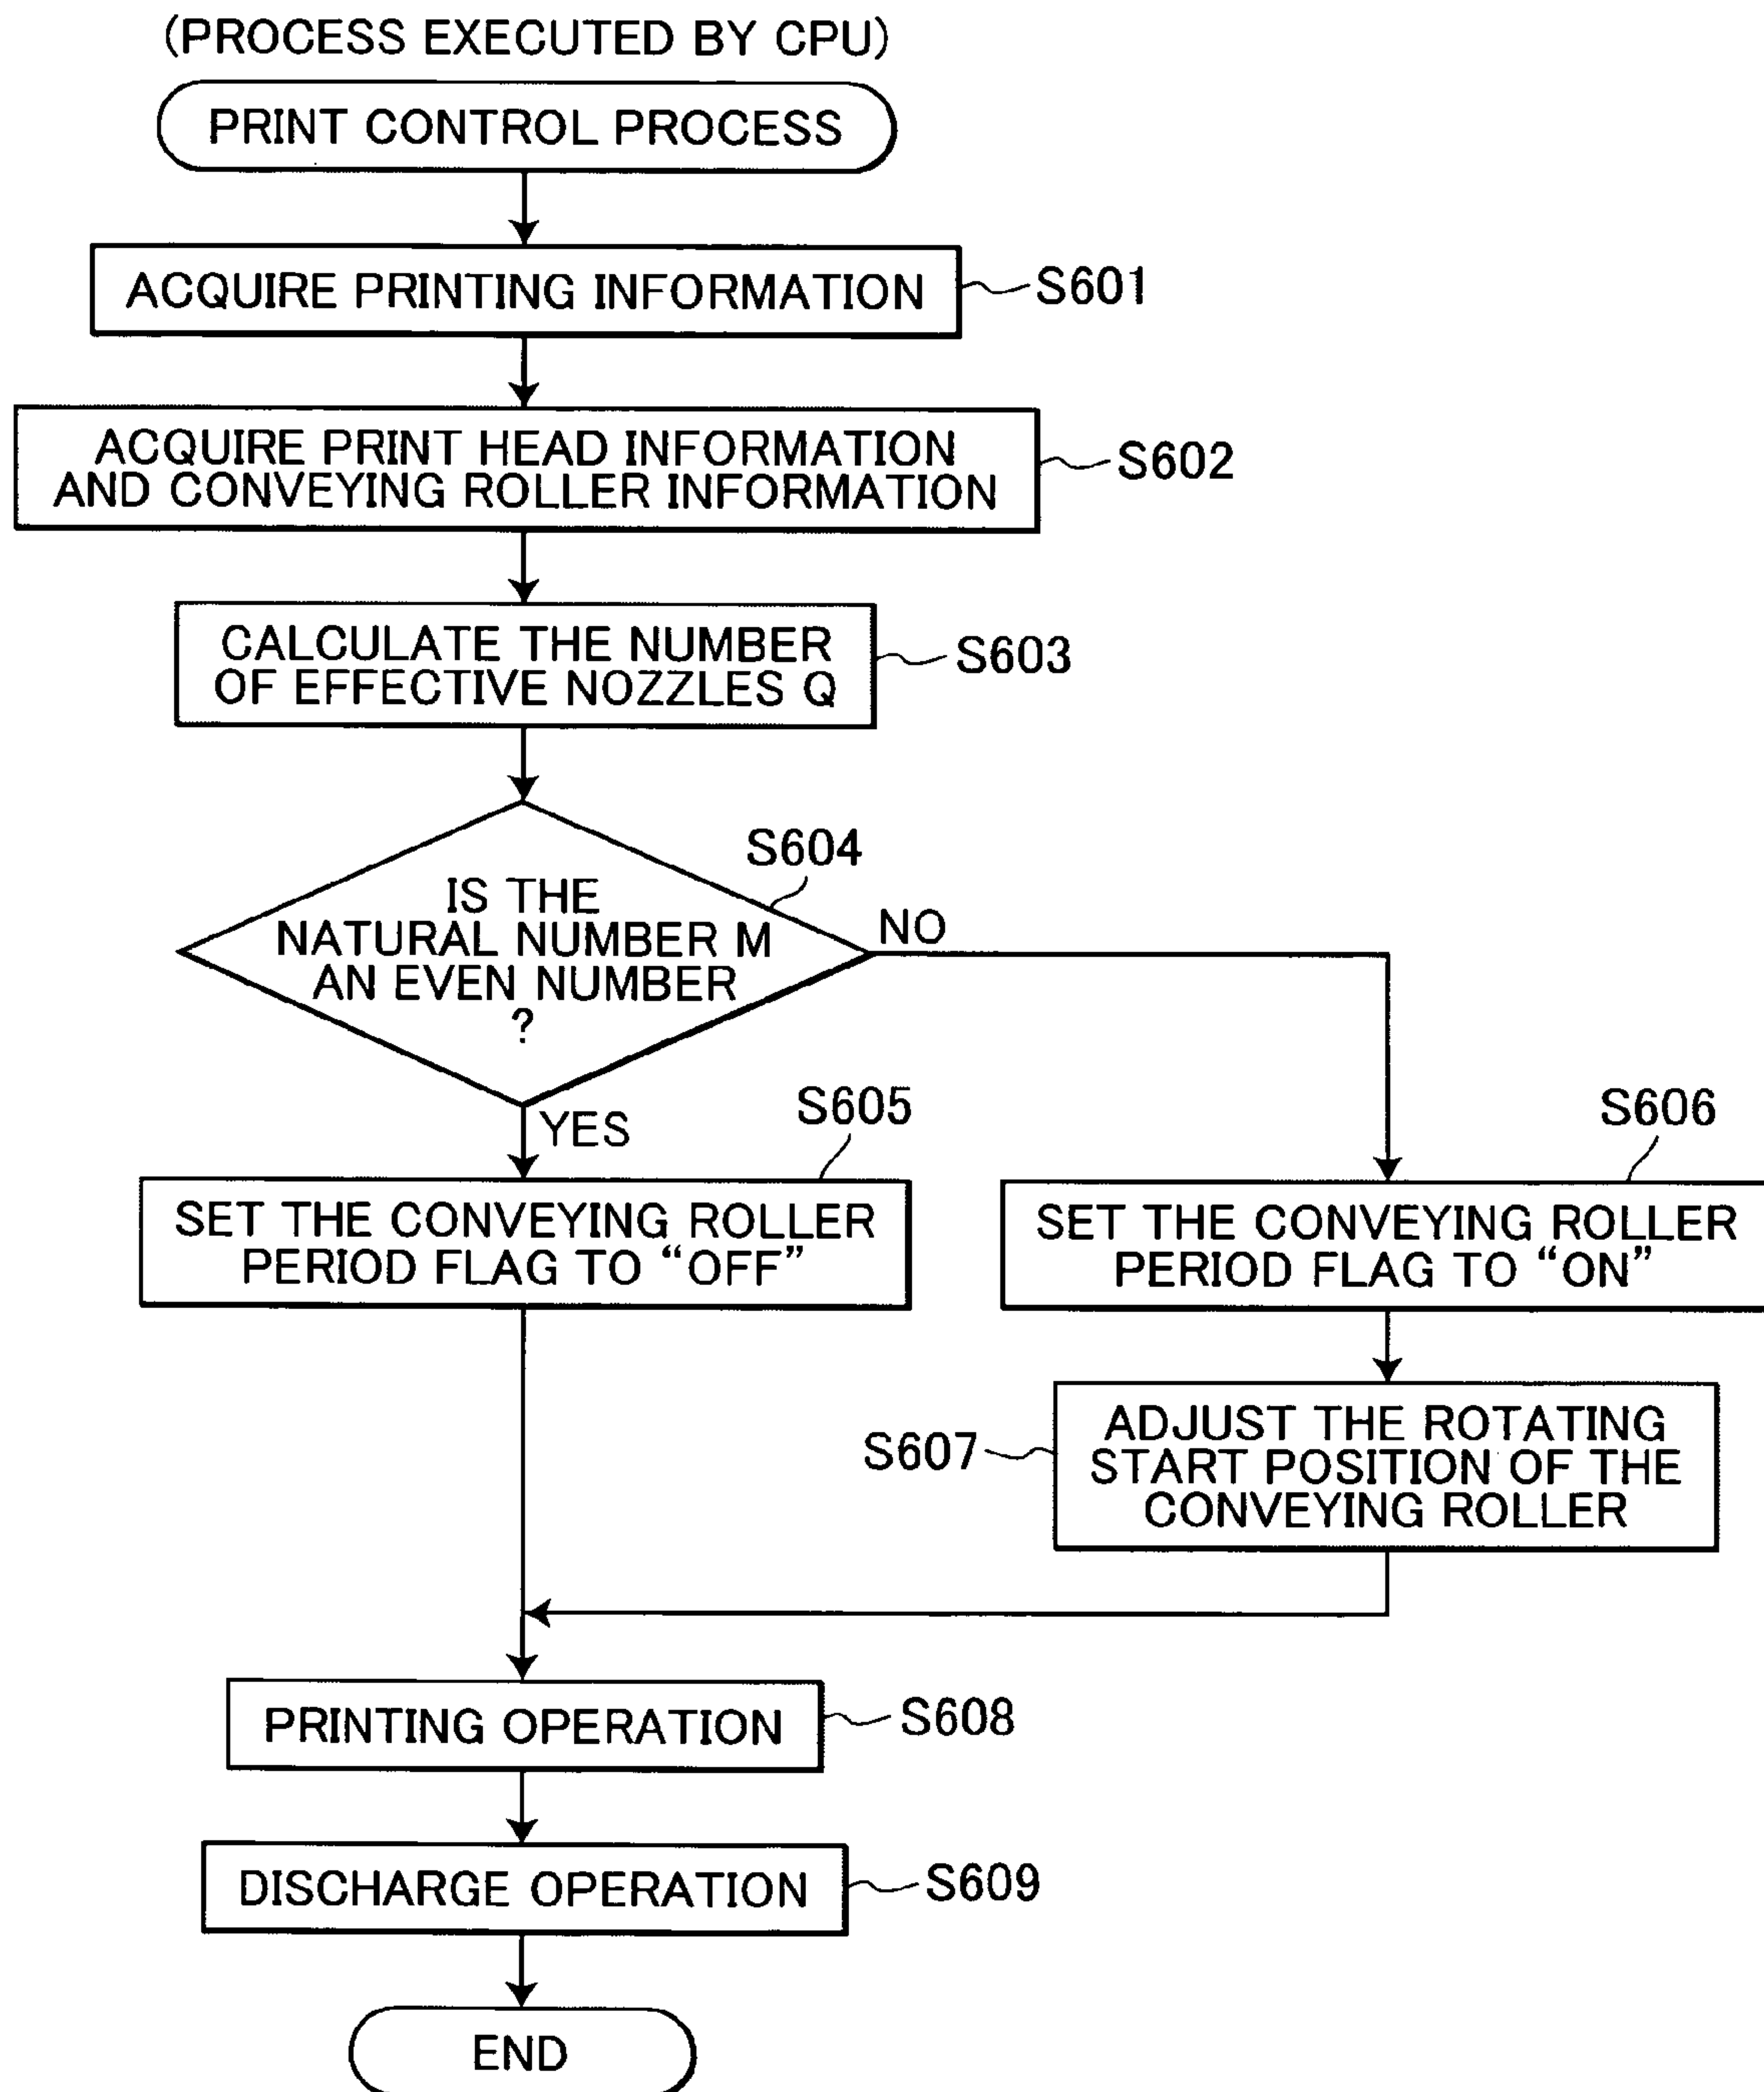 (PROCESS EXECUTED BY CPU)
PRINT CONTROL PROCESS
ACQUIRE PRINTING INFORMATION
S601
ACQUIRE PRINT HEAD INFORMATION
AND CONVEYING ROLLER INFORMATION
S602
CALCULATE THE NUMBER
OF EFFECTIVE NOZZLES Q
S603
S604
IS THE
NATURAL NUMBER M
AN EVEN NUMBER
?
NO
YES
S605
SET THE CONVEYING ROLLER
PERIOD FLAG TO “OFF”
S606
SET THE CONVEYING ROLLER
PERIOD FLAG TO “ON”
S607
ADJUST THE ROTATING
START POSITION OF THE
CONVEYING ROLLER
PRINTING OPERATION
S608
DISCHARGE OPERATION
S609
END